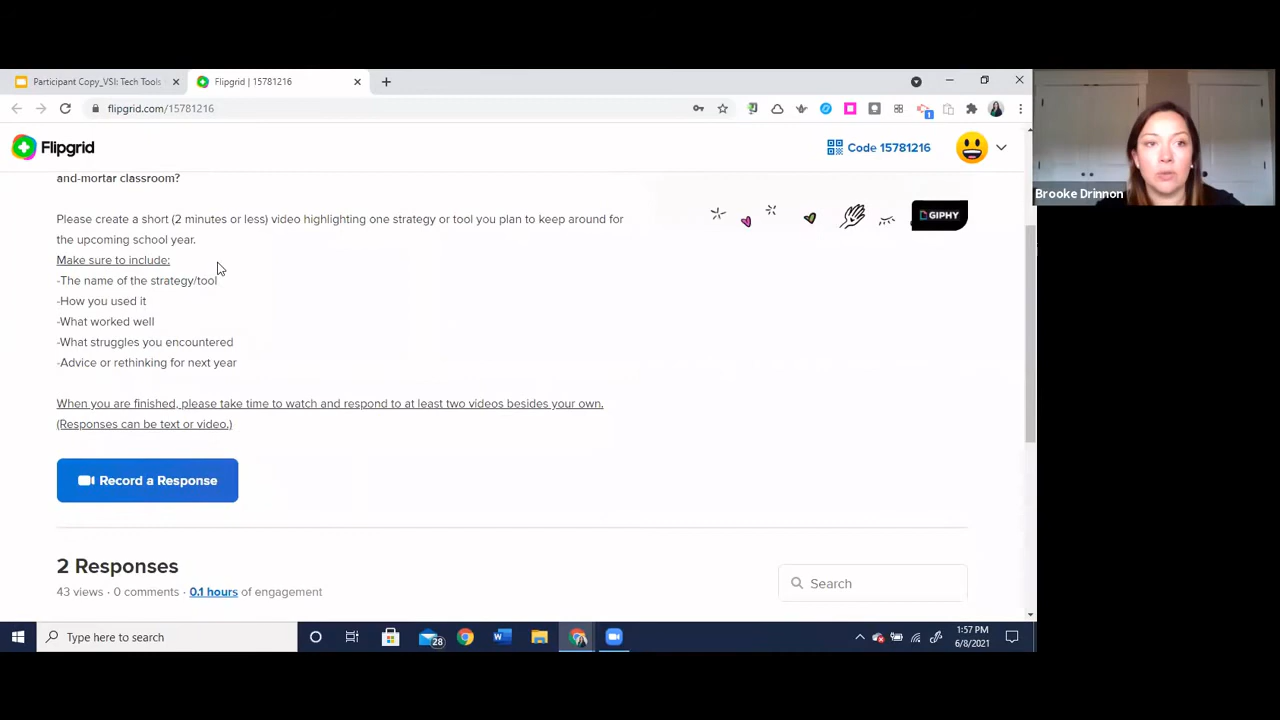 Participant Copy_VSI: Tech Tools
Flipgrid | 15781216
flipgrid.com/15781216
Flipgrid
Code 15781216
Brooke Drinnon
and-mortar classroom?
Please create a short (2 minutes or less) video highlighting one strategy or tool you plan to keep around for
the upcoming school year.
GIPHY
Make sure to include:
-The name of the strategy/tool
-How you used it
-What worked well
-What struggles you encountered
-Advice or rethinking for next year
When you are finished, please take time to watch and respond to at least two videos besides your own.
(Responses can be text or video.)
Record a Response
2 Responses
43 views · 0 comments · 0.1 hours of engagement
Search
Type here to search
28
W
1:57 PM
6/8/2021
1